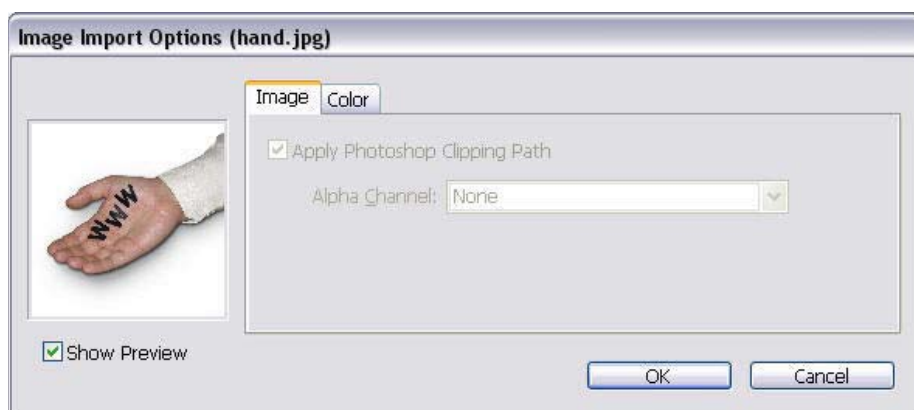 Image Import Options (hand.jpg)
Image Color
Apply Photoshop Clipping Path
Alpha Channel: None
WWW
Show Preview
OK Cancel